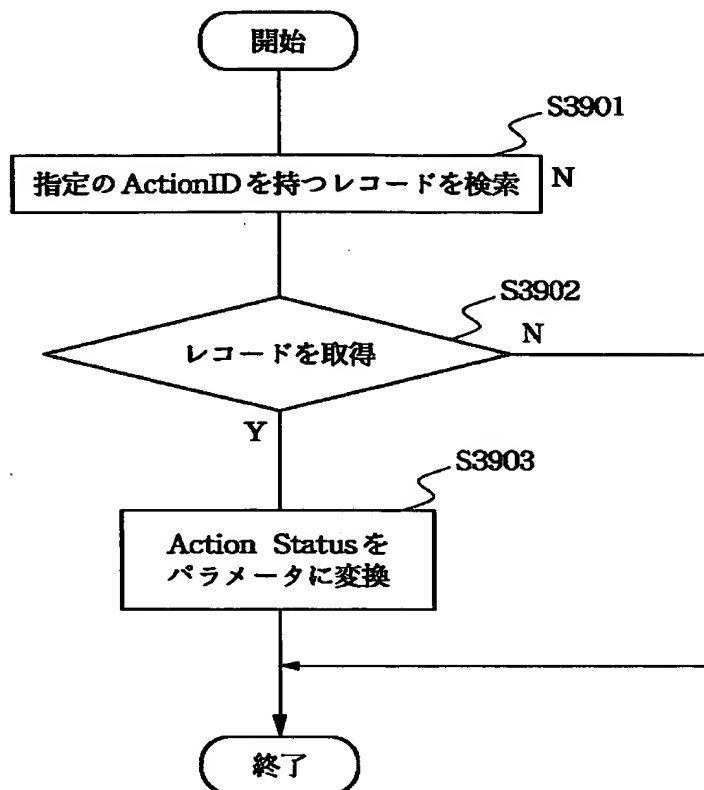 開始
S3901
指定のActionIDを持つレコードを検索
N
S3902
レコードを取得
N
Y
S3903
Action Statusを
パラメータに変換
終了